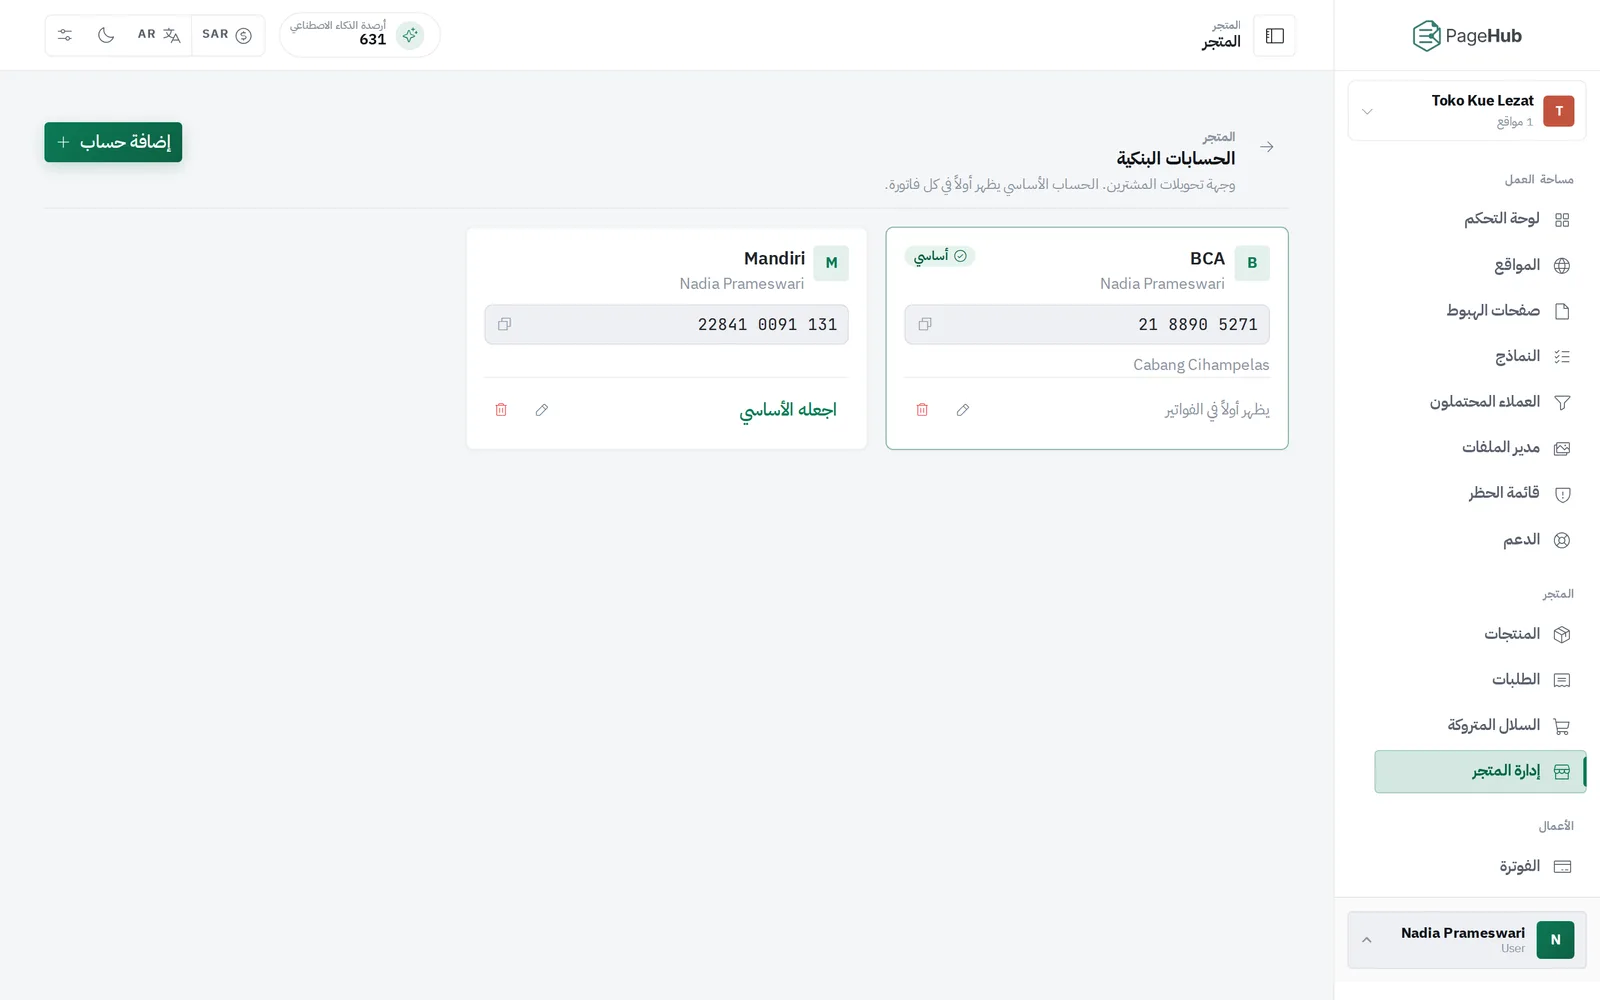 PageHub
Toko Kue Lezat
1 مواقع
T
مساحة العمل
لوحة التحكم
المواقع
صفحات الهبوط
النماذج
العملاء المحتملون
مدير الملفات
قائمة الحظر
الدعم
المتجر
المنتجات
الطلبات
السلال المتروكة
إدارة المتجر
الأعمال
الفوترة
Nadia Prameswari
User
N
المتجر
المتجر
أرصدة الذكاء الاصطناعي
631
SAR
AR
المتجر
الحسابات البنكية
وجهة تحويلات المشترين. الحساب الأساسي يظهر أولاً في كل فاتورة.
إضافة حساب
B
BCA
أساسي
Nadia Prameswari
21 8890 5271
Cabang Cihampelas
يظهر أولاً في الفواتير
M
Mandiri
Nadia Prameswari
22841 0091 131
اجعله الأساسي